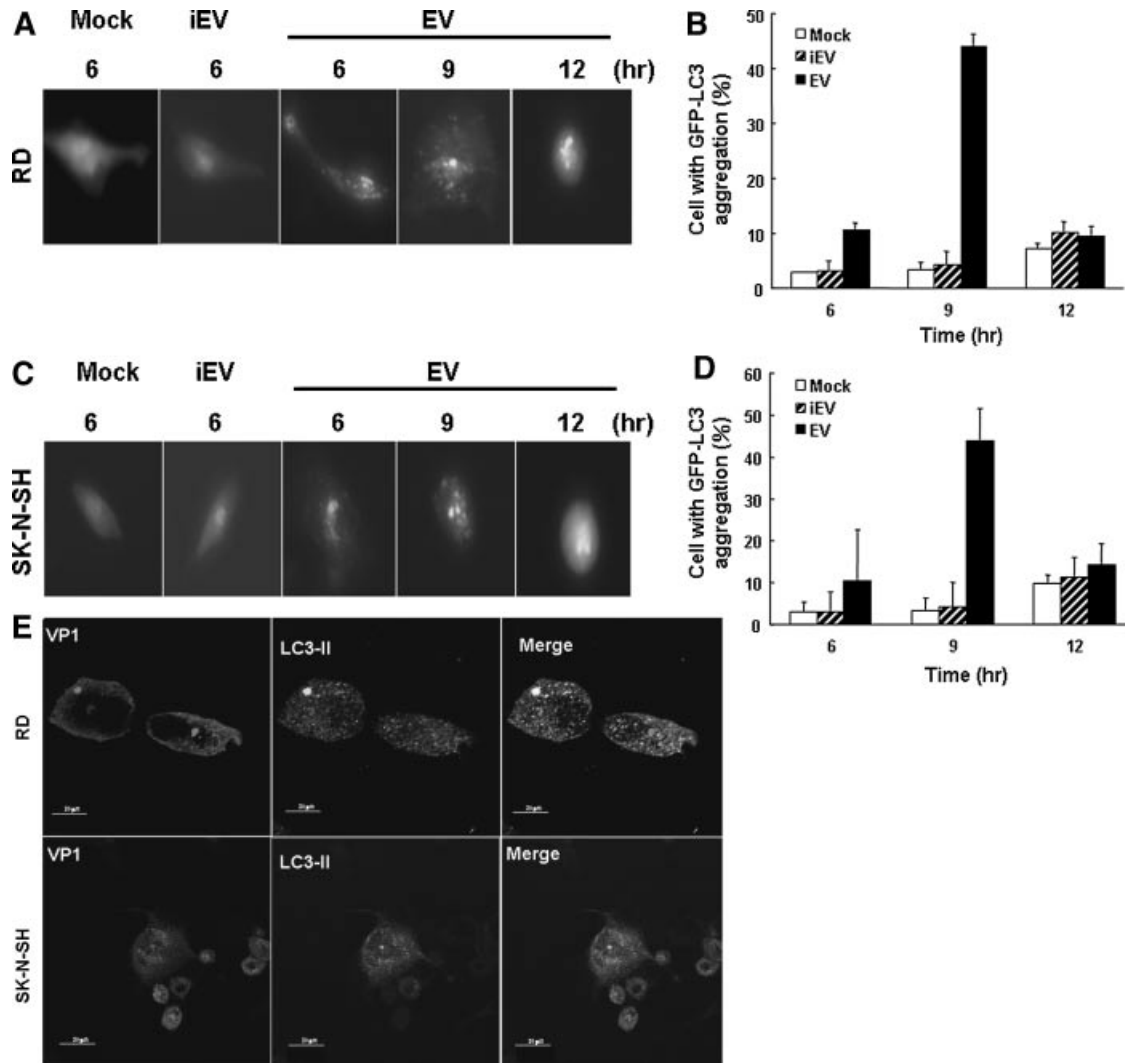 A Mock iEV EV
6 6 6 9 12 (hr)
RD
B
Mock
iEV
EV
Cell with GFP-LC3
aggregation (%)
50
40
30
20
10
0
6 9 12
Time (hr)
C Mock iEV EV
6 6 6 9 12 (hr)
SK-N-SH
D
Mock
iEV
EV
Cell with GFP-LC3
aggregation (%)
60
50
40
30
20
10
0
6 9 12
Time (hr)
E
VP1 LC3-II Merge
RD
VP1 LC3-II Merge
SK-N-SH